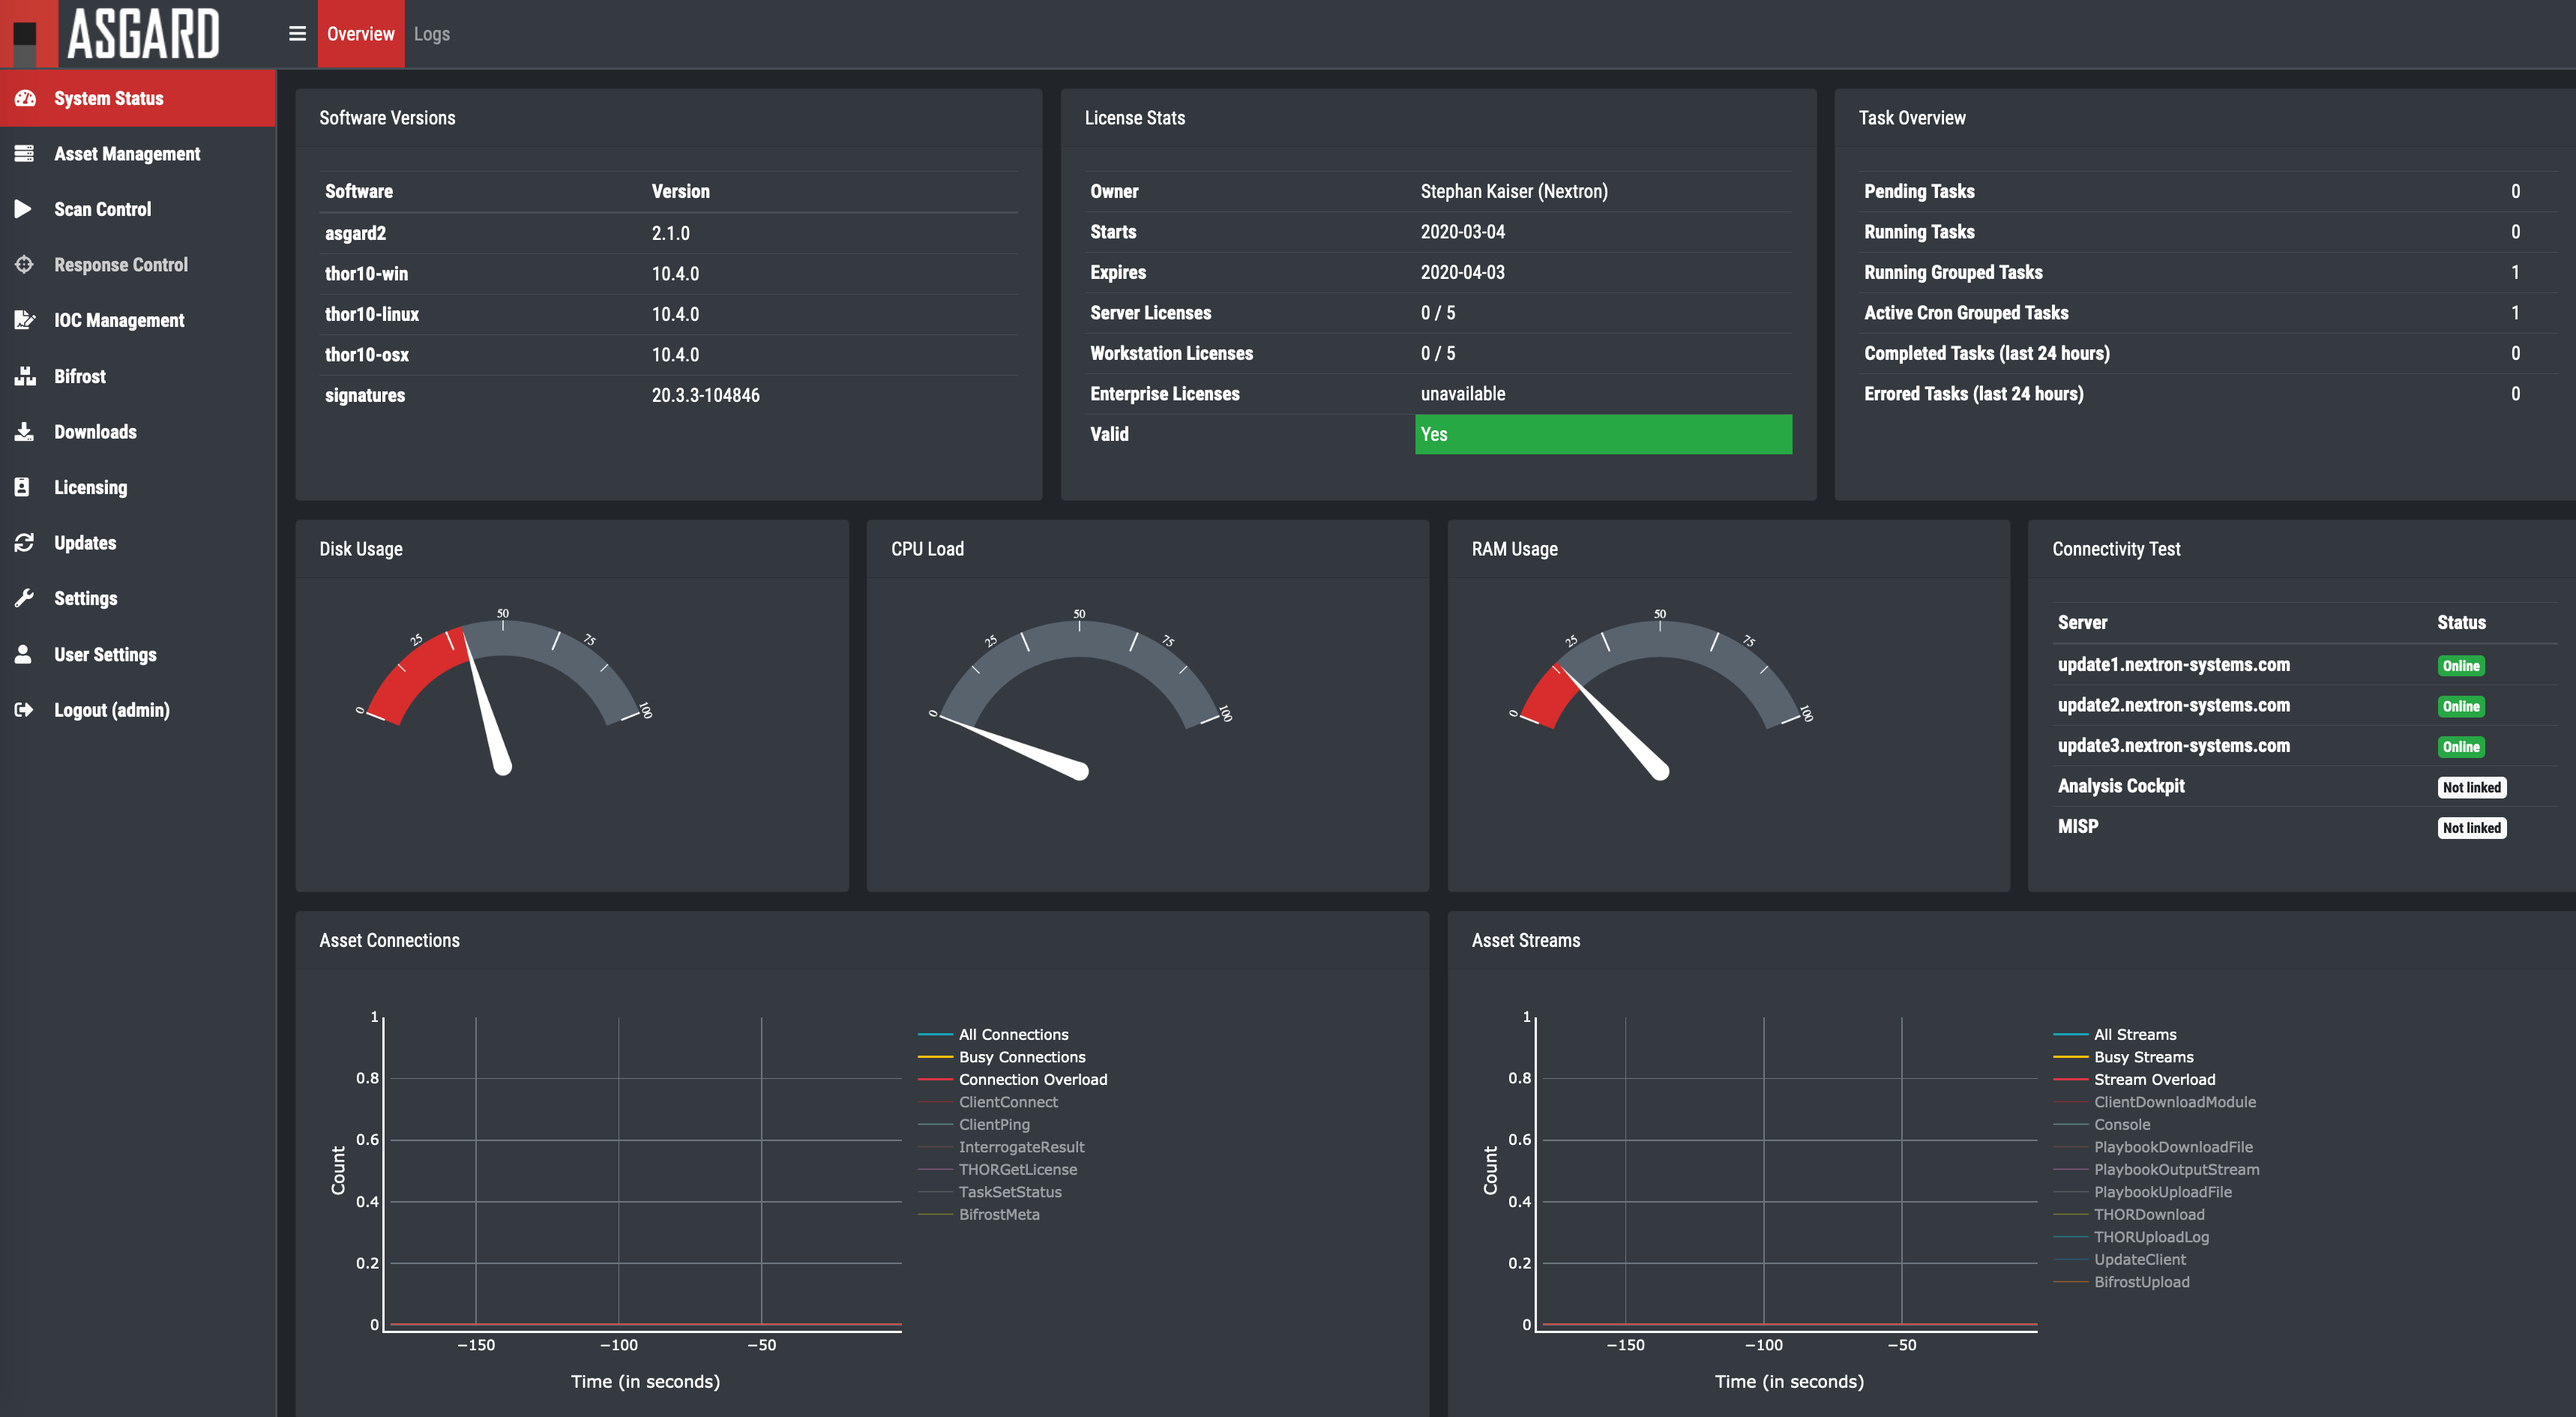 ASGARD
Overview
Logs
System Status
Asset Management
Scan Control
Response Control
IOC Management
Bifrost
Downloads
Licensing
Updates
Settings
User Settings
Logout (admin)
Software Versions
Software Version
asgard2 2.1.0
thor10-win 10.4.0
thor10-linux 10.4.0
thor10-osx 10.4.0
signatures 20.3.3-104846
License Stats
Owner Stephan Kaiser (Nextron)
Starts 2020-03-04
Expires 2020-04-03
Server Licenses 0 / 5
Workstation Licenses 0 / 5
Enterprise Licenses unavailable
Valid Yes
Task Overview
Pending Tasks 0
Running Tasks 0
Running Grouped Tasks 1
Active Cron Grouped Tasks 1
Completed Tasks (last 24 hours) 0
Errored Tasks (last 24 hours) 0
Disk Usage
0 25 50 75 100
CPU Load
0 25 50 75 100
RAM Usage
0 25 50 75 100
Connectivity Test
Server Status
update1.nextron-systems.com Online
update2.nextron-systems.com Online
update3.nextron-systems.com Online
Analysis Cockpit Not linked
MISP Not linked
Asset Connections
1
0.8
0.6
0.4
0.2
0
Count
−150 −100 −50
Time (in seconds)
All Connections
Busy Connections
Connection Overload
ClientConnect
ClientPing
InterrogateResult
THORGetLicense
TaskSetStatus
BifrostMeta
Asset Streams
1
0.8
0.6
0.4
0.2
0
Count
−150 −100 −50
Time (in seconds)
All Streams
Busy Streams
Stream Overload
ClientDownloadModule
Console
PlaybookDownloadFile
PlaybookOutputStream
PlaybookUploadFile
THORDownload
THORUploadLog
UpdateClient
BifrostUpload